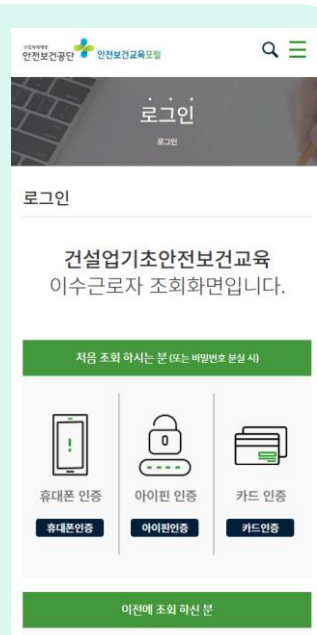 산업재해예방
안전보건공단 안전보건교육포털
로그인
로그인
로그인
건설업기초안전보건교육
이수근로자 조회화면입니다.
처음 조회 하시는 분 (또는 비밀번호 분실 시)
휴대폰 인증 아이핀 인증 카드 인증
휴대폰인증 아이핀인증 카드인증
이전에 조회 하신 분